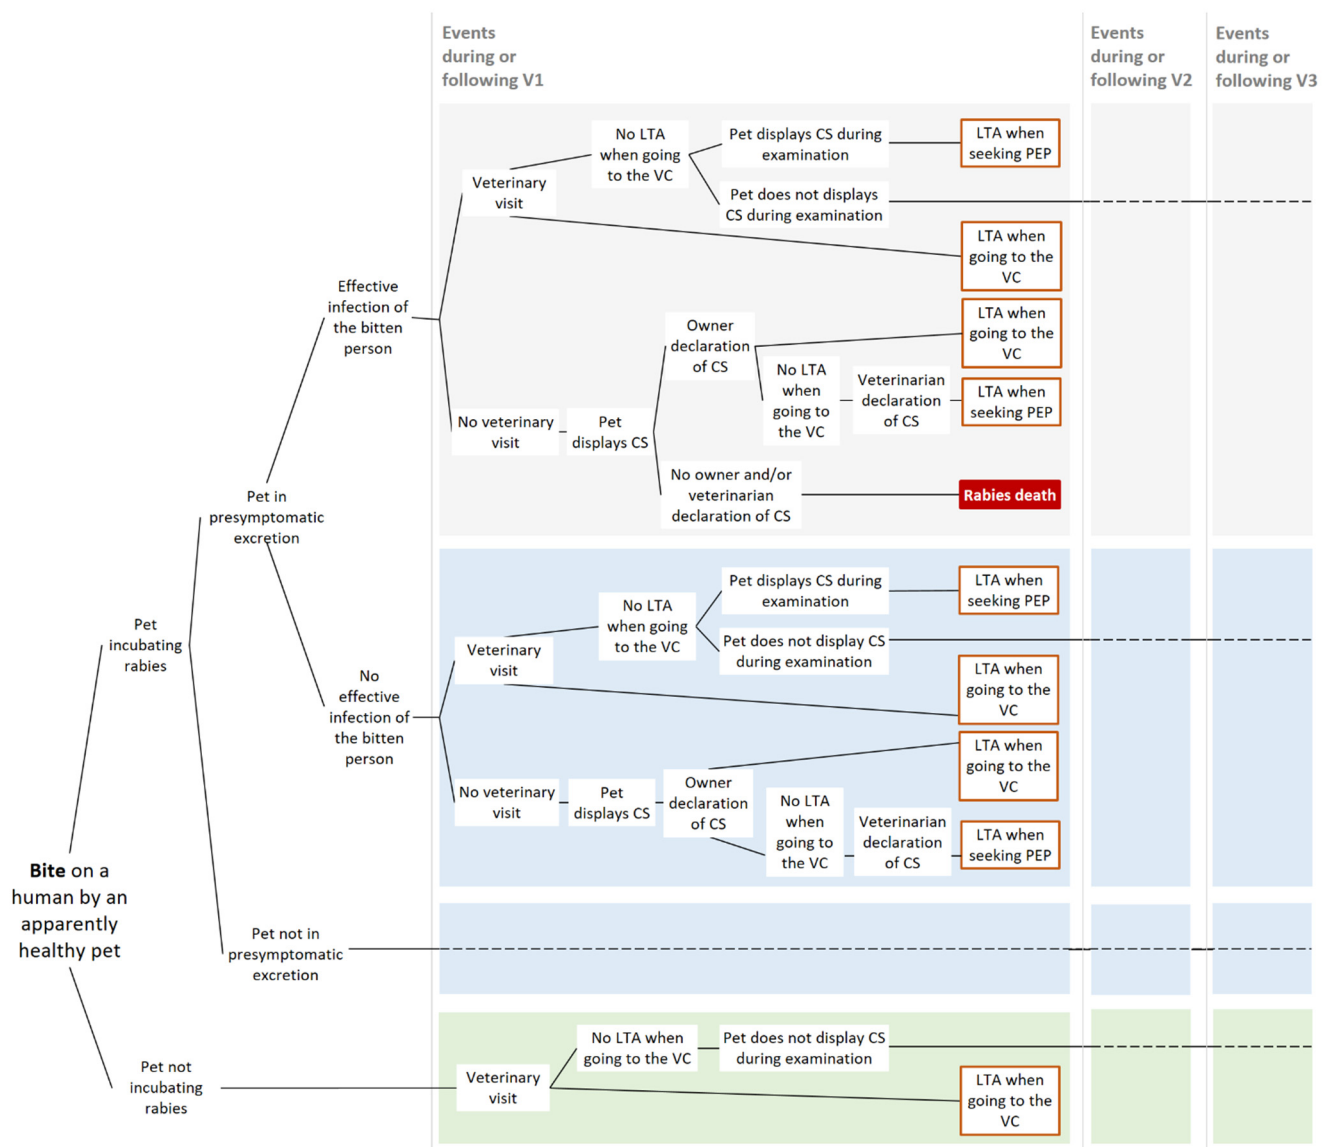 Events
during or
following V1
Events
during or
following V2
Events
during or
following V3
No LTA
when going
to the VC
Pet displays CS during
examination
LTA when
seeking PEP
Veterinary
visit
Pet does not displays
CS during examination
LTA when
going to the
VC
Effective
infection of
the bitten
person
Owner
declaration
of CS
LTA when
going to the
VC
No LTA
when
going to
the VC
Veterinarian
declaration
of CS
LTA when
seeking PEP
No veterinary
visit
Pet
displays CS
No owner and/or
veterinarian
declaration of CS
Rabies death
Pet in
presymptomatic
excretion
Pet displays CS during
examination
LTA when
seeking PEP
No LTA
when going
to the VC
Pet does not display CS
during examination
Pet
incubating
rabies
Veterinary
visit
LTA when
going to the
VC
No
effective
infection of
the bitten
person
LTA when
going to the
VC
No veterinary
visit
Pet
displays CS
Owner
declaration
of CS
No LTA
when
going to
the VC
Veterinarian
declaration
of CS
LTA when
seeking PEP
Bite on a
human by an
apparently
healthy pet
Pet not in
presymptomatic
excretion
No LTA when
going to the VC
Pet does not display CS
during examination
Pet not
incubating
rabies
Veterinary
visit
LTA when
going to the
VC